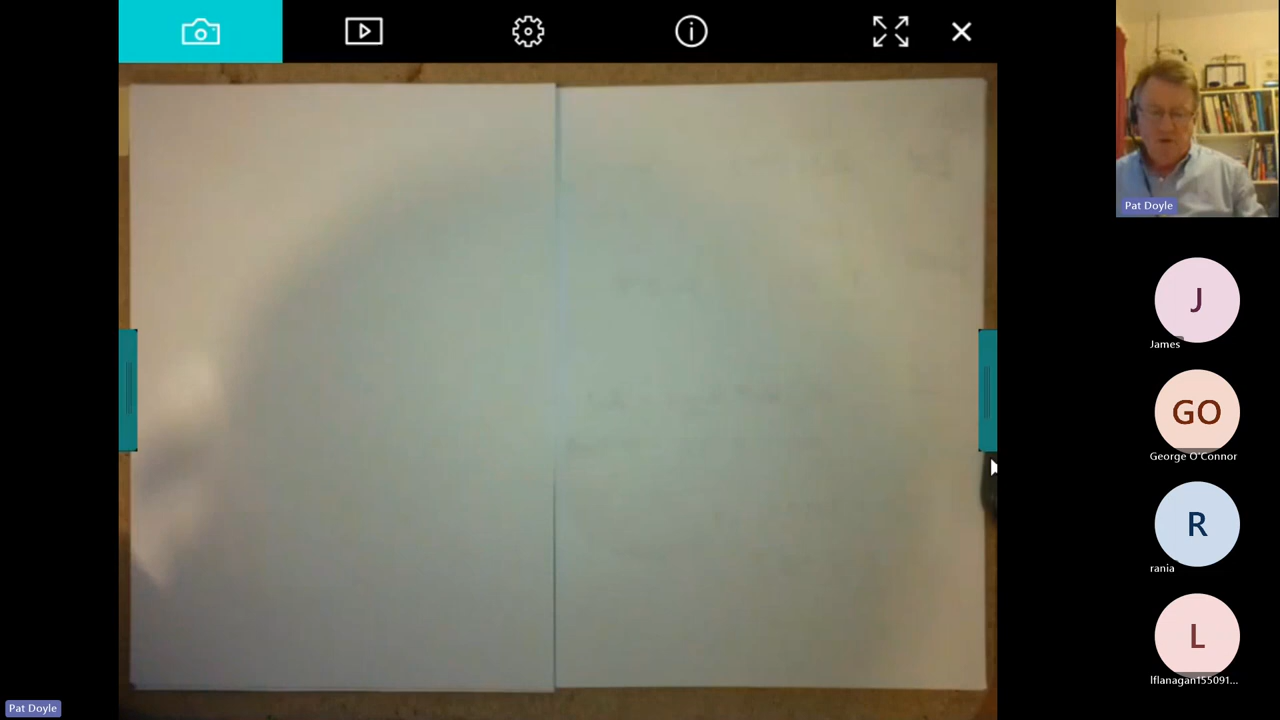 Pat Doyle
J
James
GO
George O'Connor
R
rania
L
lflanagan155091...
Pat Doyle